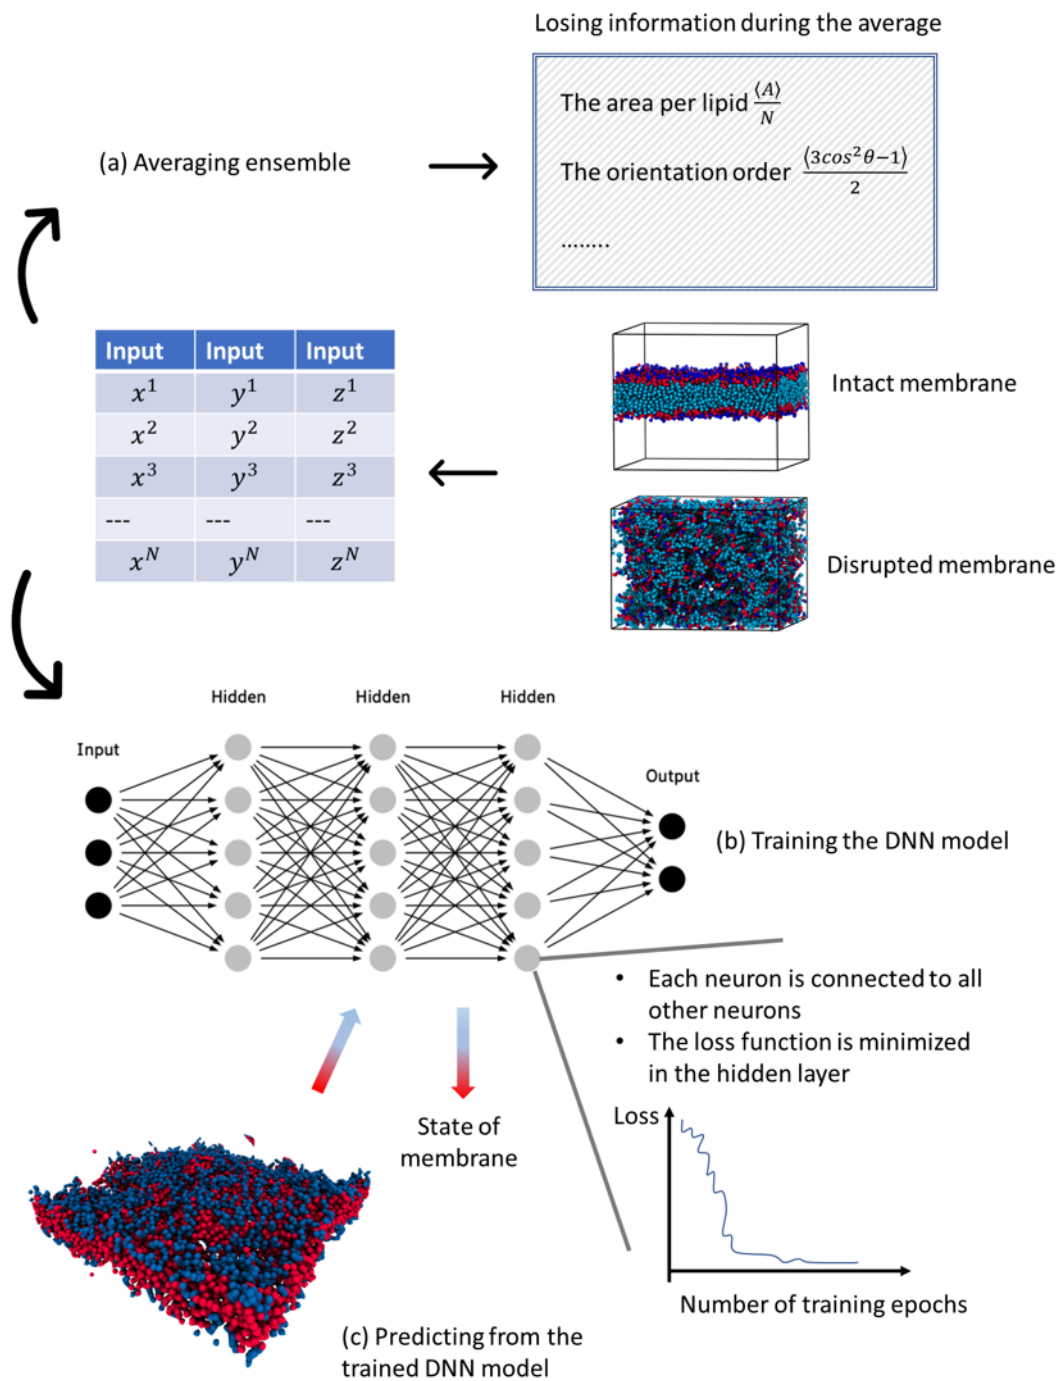 Losing information during the average
The area per lipid ⟨A⟩/N
(a) Averaging ensemble
The orientation order ⟨3cos²θ−1⟩/2
........
Input Input Input
x¹ y¹ z¹
x² y² z²
x³ y³ z³
--- --- ---
xᴺ yᴺ zᴺ
Intact membrane
Disrupted membrane
Hidden Hidden Hidden
Input
Output
(b) Training the DNN model
• Each neuron is connected to all
other neurons
• The loss function is minimized
in the hidden layer
State of
membrane
Loss
Number of training epochs
(c) Predicting from the
trained DNN model